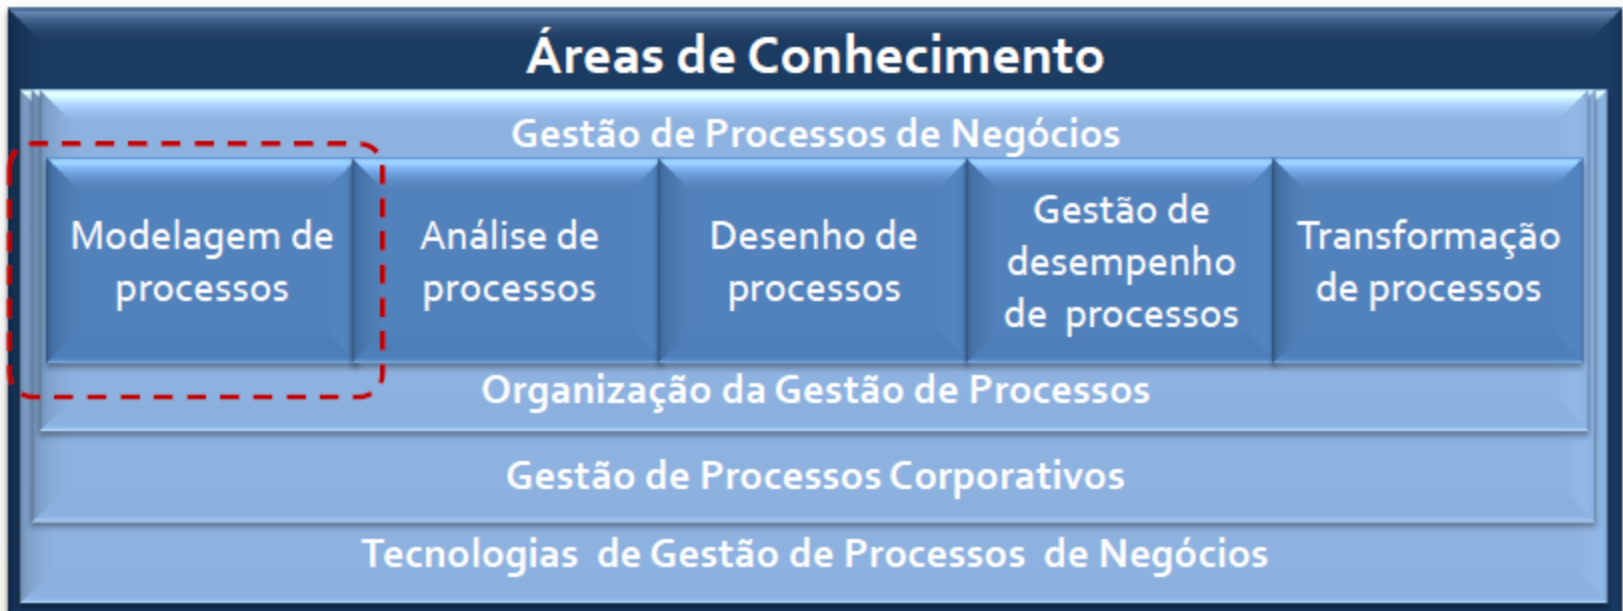 Áreas de Conhecimento
Gestão de Processos de Negócios
Modelagem de
processos
Análise de
processos
Desenho de
processos
Gestão de
desempenho
de processos
Transformação
de processos
Organização da Gestão de Processos
Gestão de Processos Corporativos
Tecnologias de Gestão de Processos de Negócios